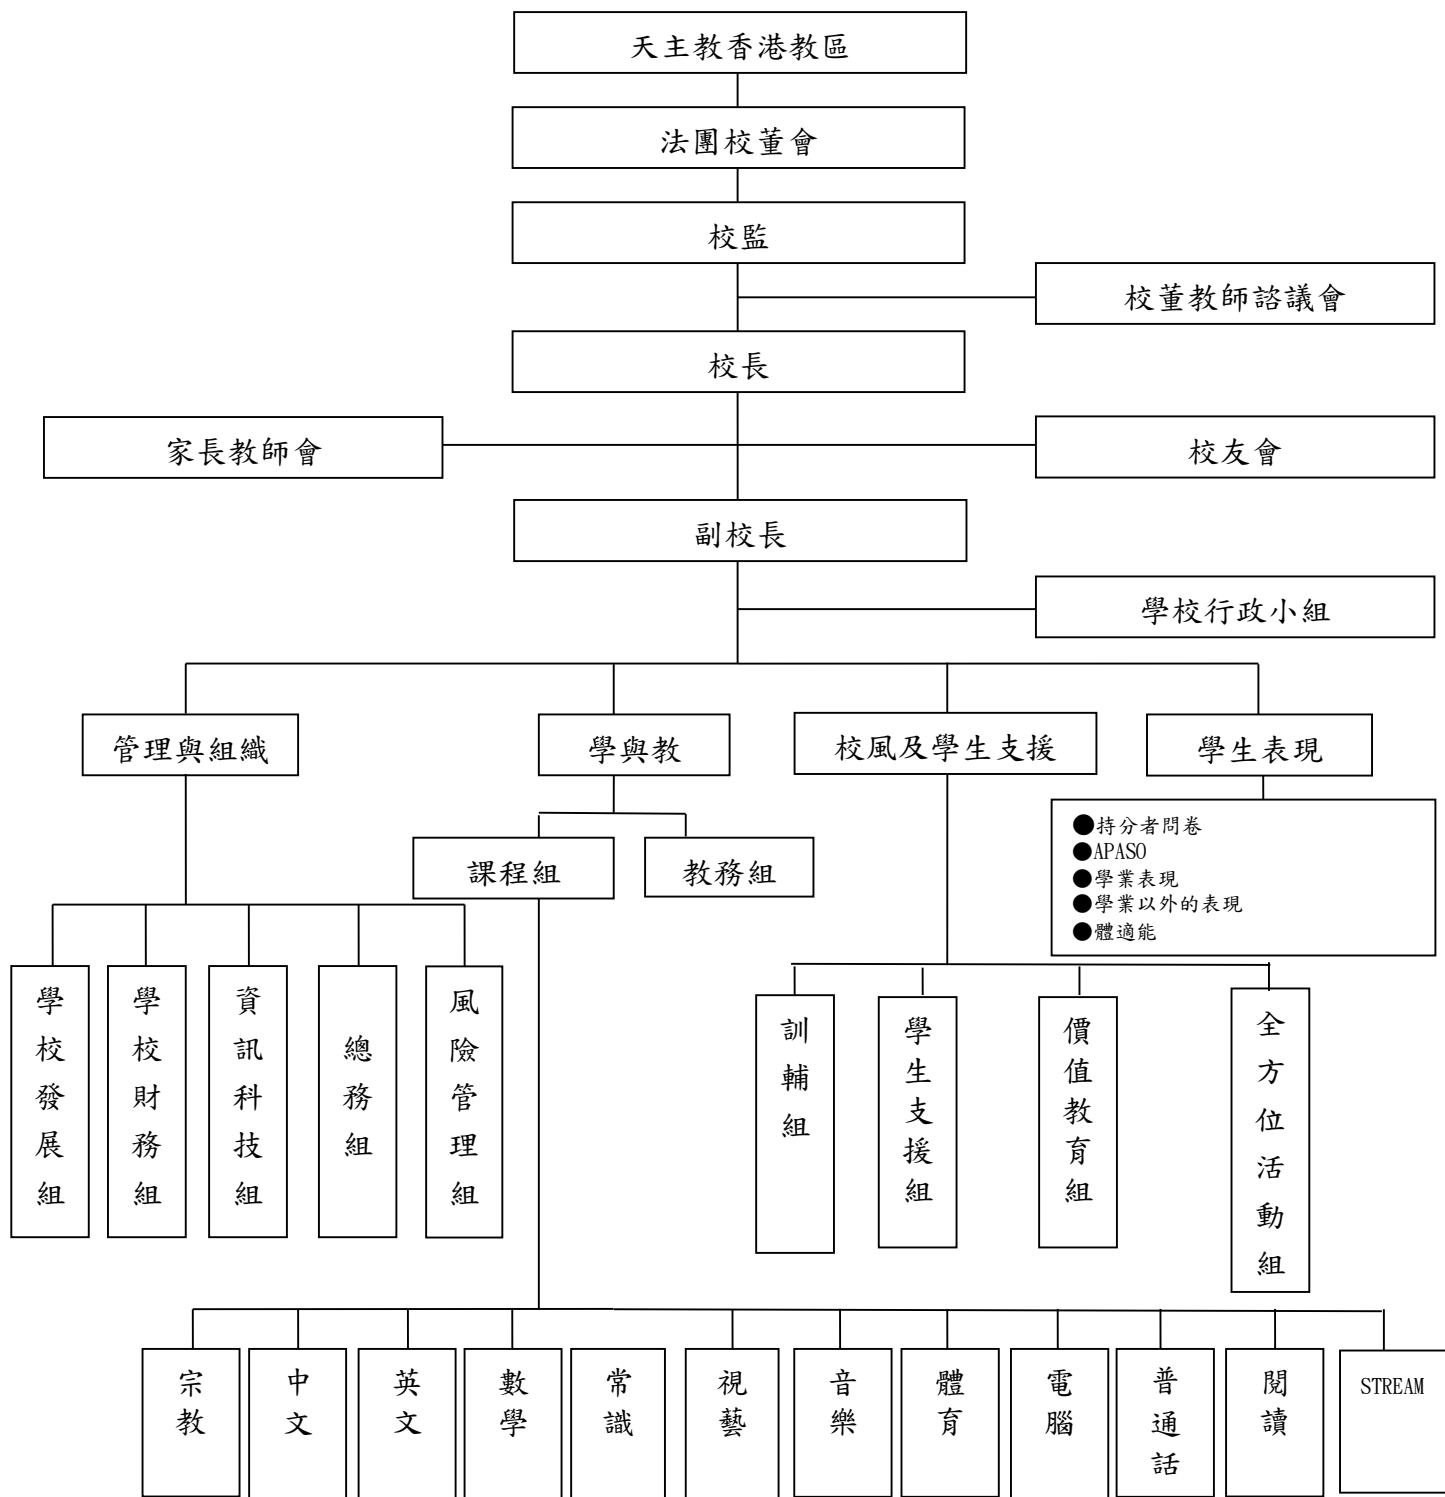 天主教香港教區
法團校董會
校監
校董教師諮議會
校長
家長教師會
校友會
副校長
學校行政小組
管理與組織
學與教
校風及學生支援
學生表現
●持分者問卷
●APASO
●學業表現
●學業以外的表現
●體適能
課程組
教務組
學校發展組
學校財務組
資訊科技組
總務組
風險管理組
訓輔組
學生支援組
價值教育組
全方位活動組
宗教
中文
英文
數學
常識
視藝
音樂
體育
電腦
普通話
閱讀
STREAM